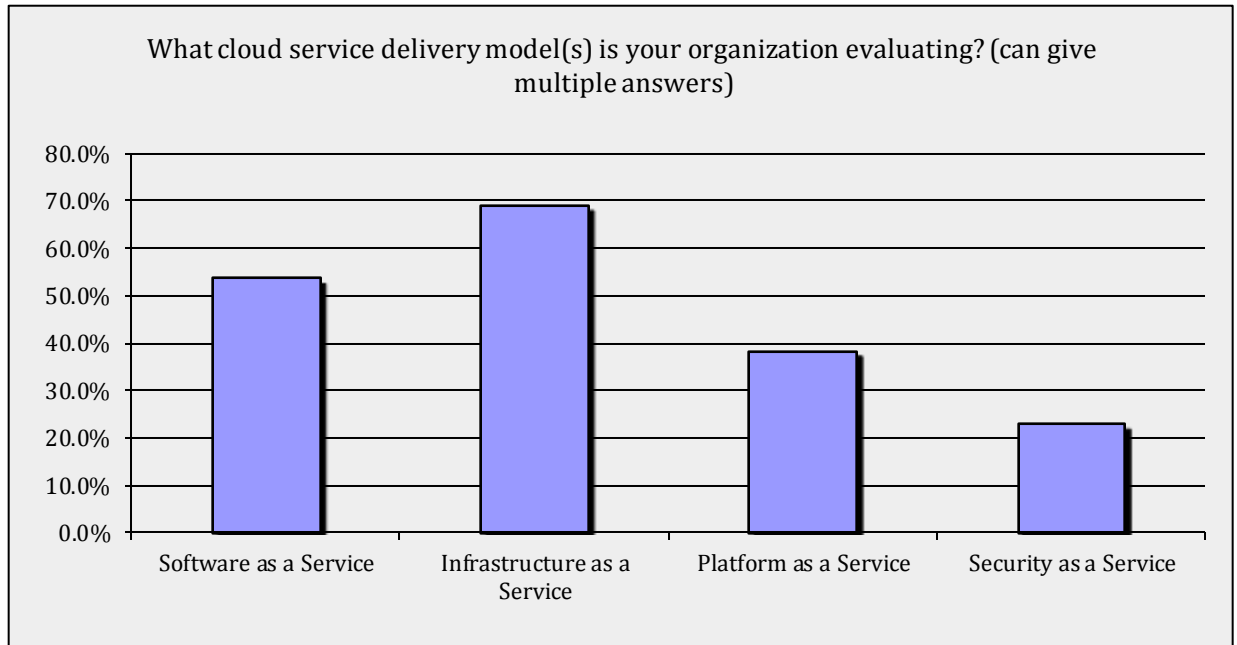 What cloud service delivery model(s) is your organization evaluating? (can give
multiple answers)
80.0%
70.0%
60.0%
50.0%
40.0%
30.0%
20.0%
10.0%
0.0%
Software as a Service
Infrastructure as a
Service
Platform as a Service
Security as a Service